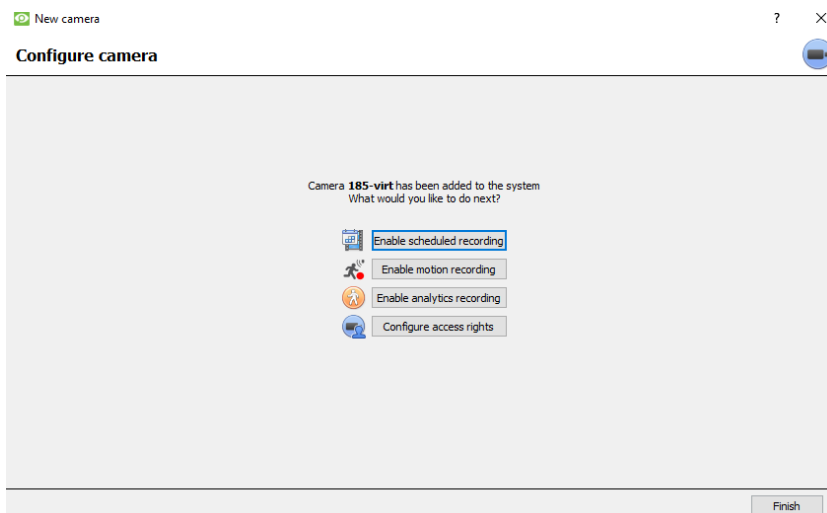 New camera
?
Configure camera
Camera 185-virt has been added to the system
What would you like to do next?
Enable scheduled recording
Enable motion recording
Enable analytics recording
Configure access rights
Finish